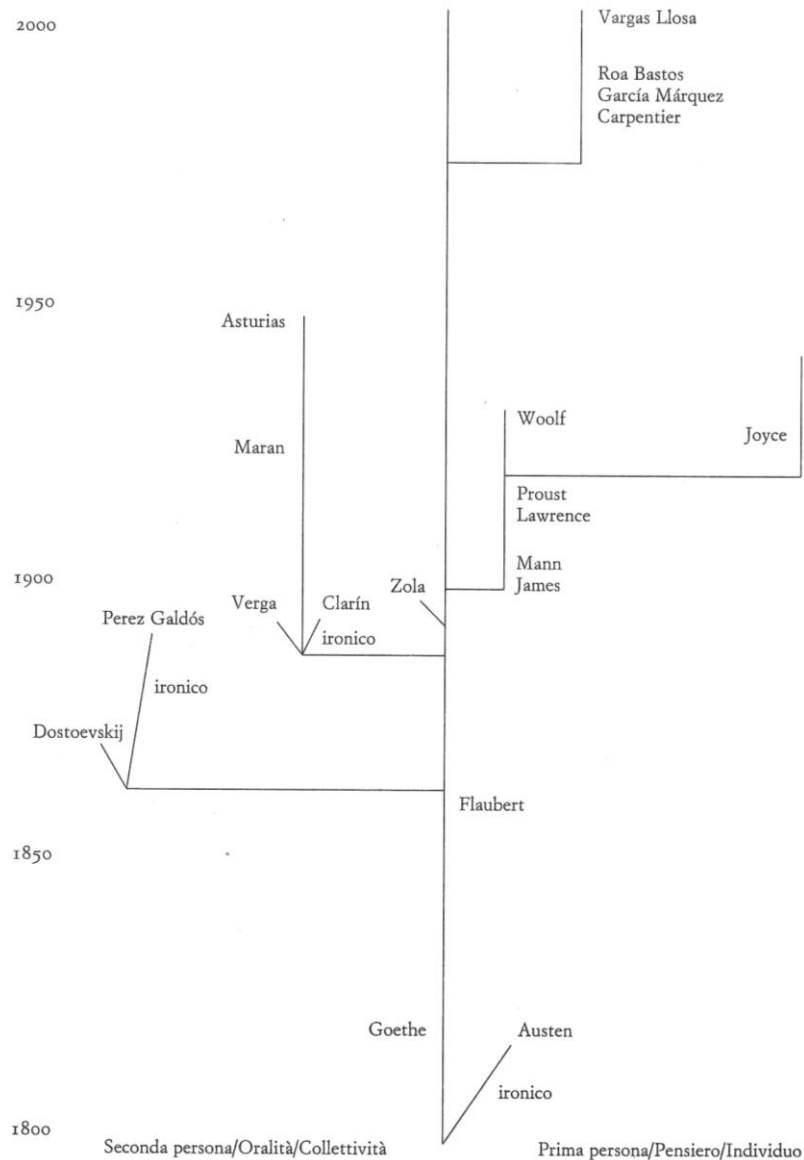 2000
Vargas Llosa
Roa Bastos
García Márquez
Carpentier
1950
Asturias
Woolf
Maran
Joyce
Proust
Lawrence
Mann
1900
Zola
James
Verga
Clarín
Perez Galdós
ironico
ironico
Dostoevskij
Flaubert
1850
Goethe
Austen
ironico
1800
Seconda persona/Oralità/Collettività
Prima persona/Pensiero/Individuo